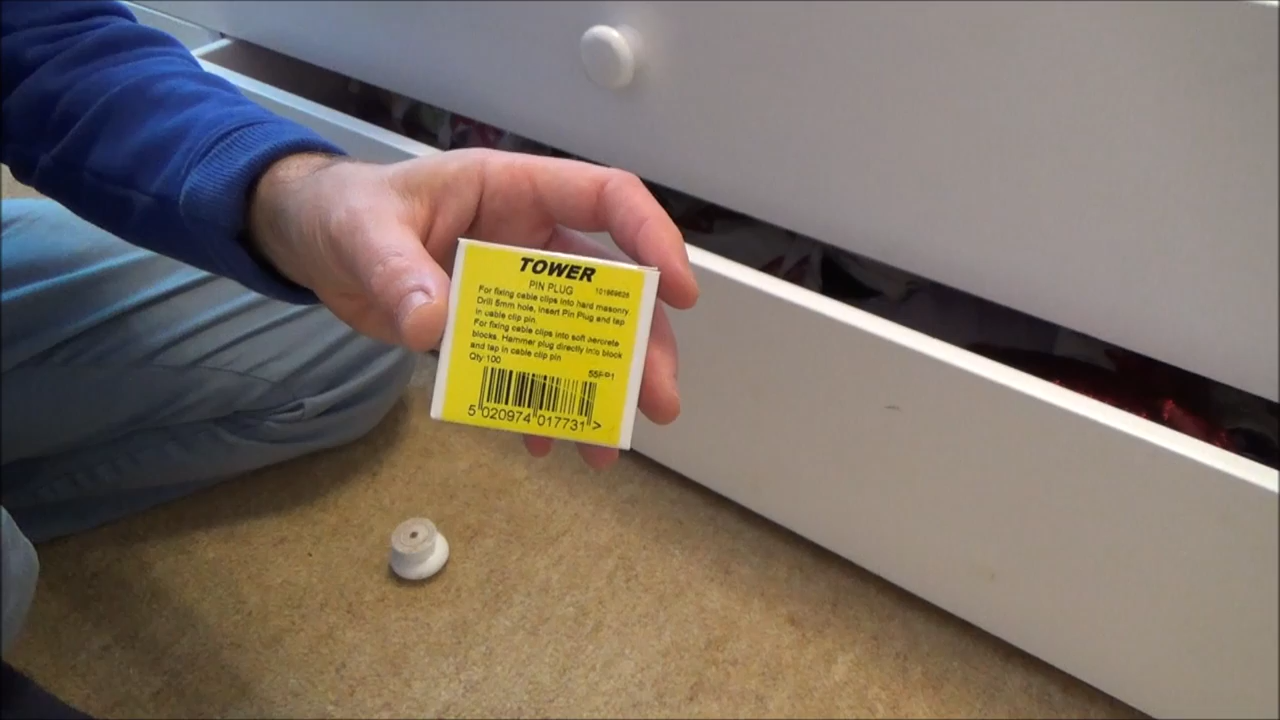 TOWER
PIN PLUG
101669626
For fixing cable clips into hard masonry.
Drill 5mm hole, insert Pin Plug and tap
in cable clip pin.
For fixing cable clips into soft aercrete
blocks. Hammer plug directly into block
and tap in cable clip pin
Qty 100
5 020974 017731 >